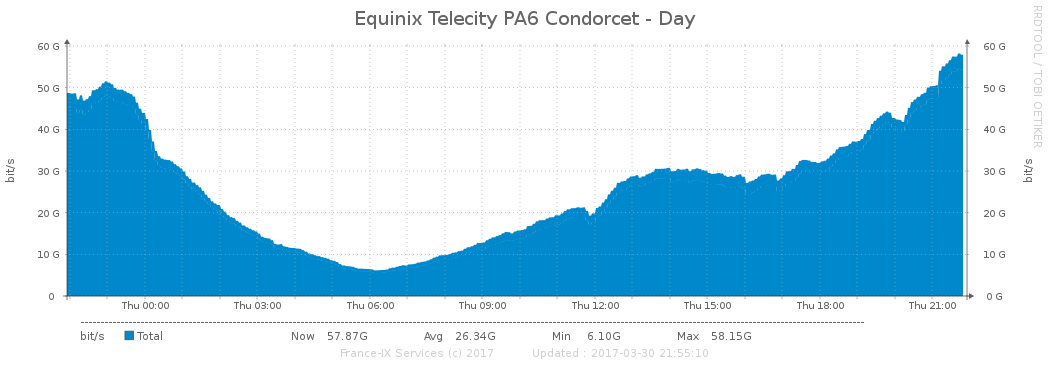 Equinix Telecity PA6 Condorcet - Day
RRDTOOL / TOBI OETIKER
60 G 60 G
50 G 50 G
40 G 40 G
30 G 30 G
20 G 20 G
10 G 10 G
0 0 G
bit/s
bit/s
Thu 00:00 Thu 03:00 Thu 06:00 Thu 09:00 Thu 12:00 Thu 15:00 Thu 18:00 Thu 21:00
bit/s Total Now 57.87G Avg 26.34G Min 6.10G Max 58.15G
France-IX Services (c) 2017 Updated : 2017-03-30 21:55:10